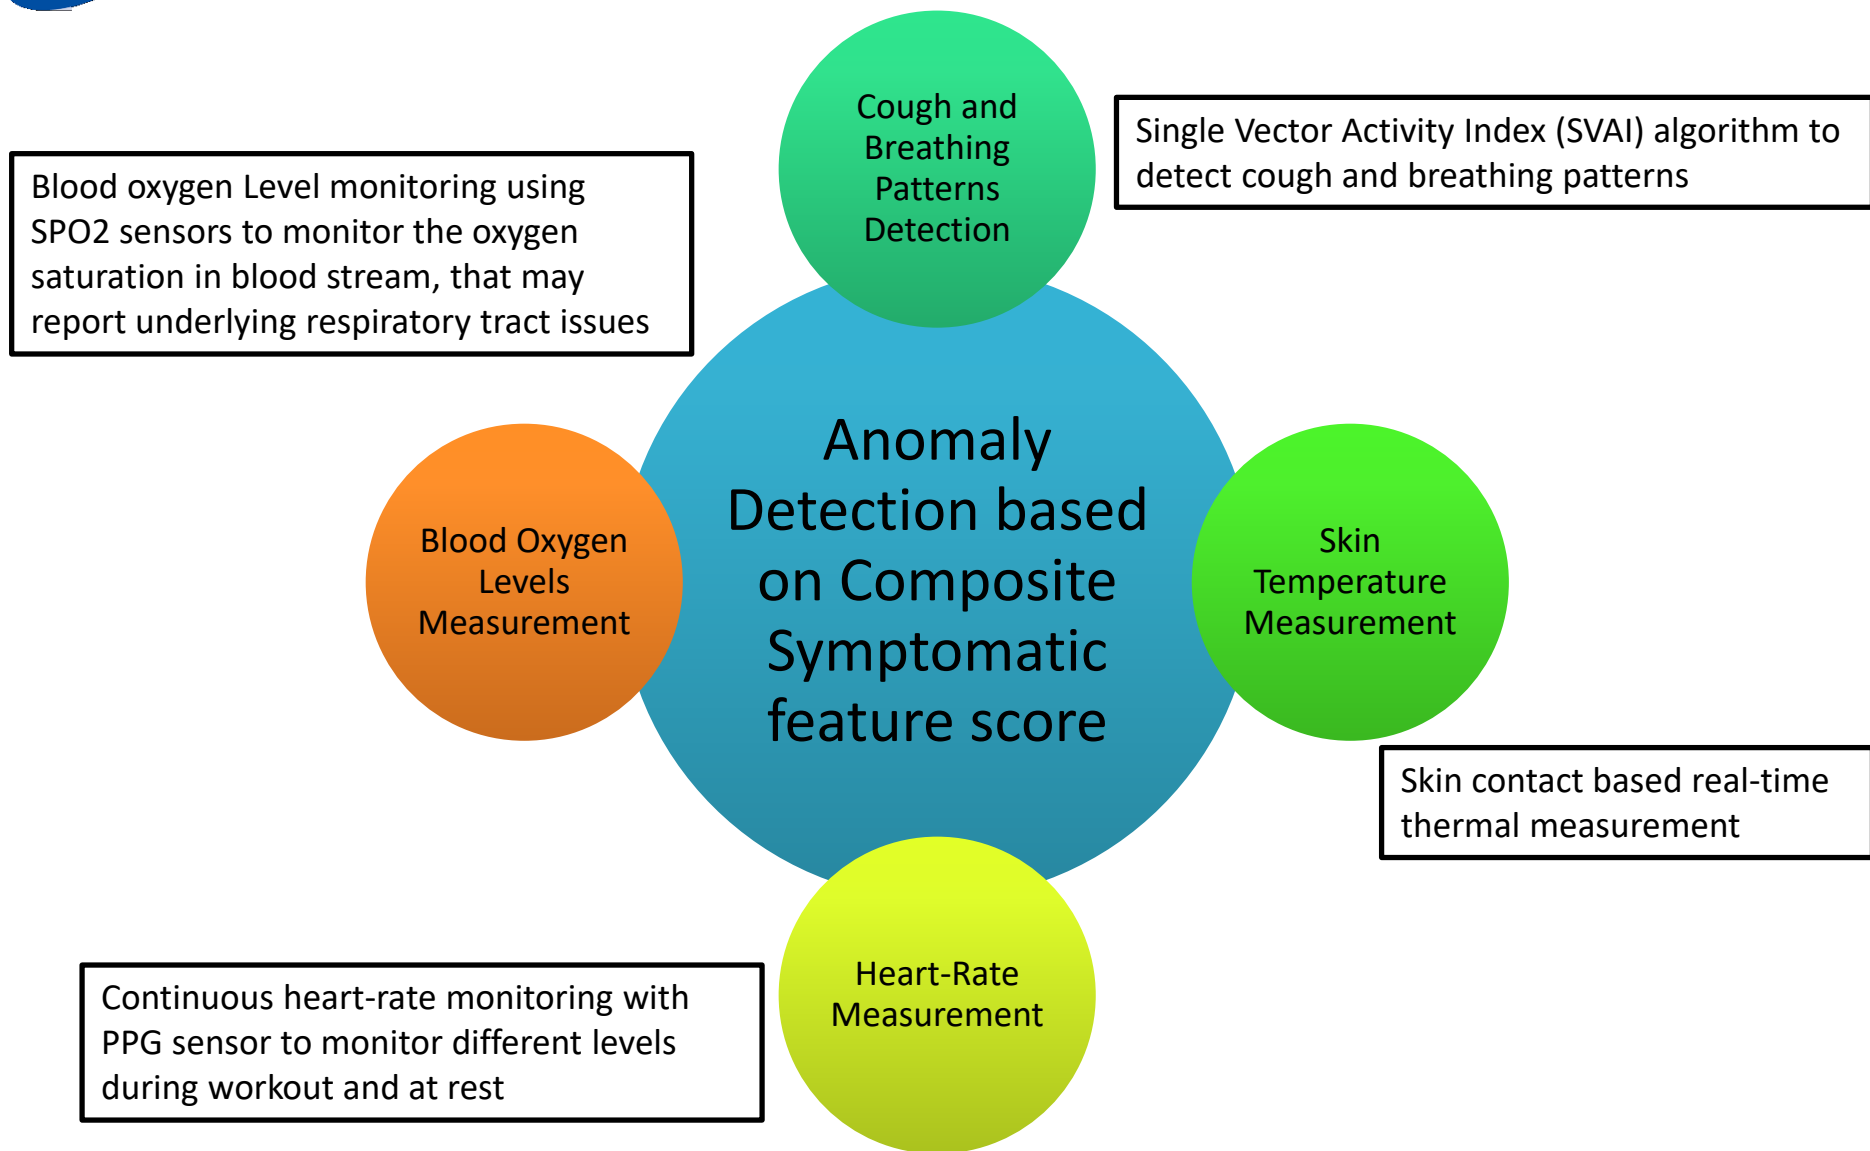 Cough and
Breathing
Patterns
Detection
Single Vector Activity Index (SVAI) algorithm to
detect cough and breathing patterns
Blood oxygen Level monitoring using
SPO2 sensors to monitor the oxygen
saturation in blood stream, that may
report underlying respiratory tract issues
Anomaly
Detection based
on Composite
Symptomatic
feature score
Blood Oxygen
Levels
Measurement
Skin
Temperature
Measurement
Skin contact based real-time
thermal measurement
Heart-Rate
Measurement
Continuous heart-rate monitoring with
PPG sensor to monitor different levels
during workout and at rest